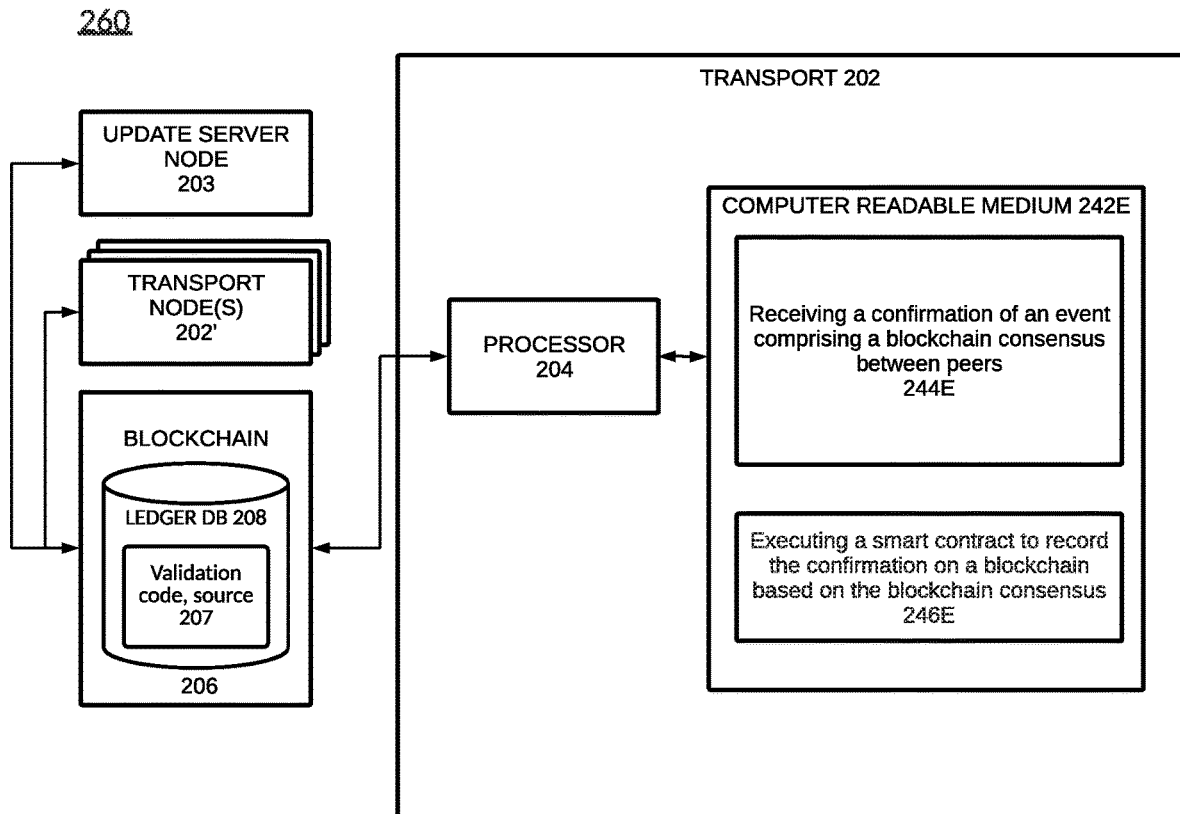 260
TRANSPORT 202
UPDATE SERVER
NODE
203
TRANSPORT
NODE(S)
202'
BLOCKCHAIN
LEDGER DB 208
Validation
code, source
207
206
PROCESSOR
204
COMPUTER READABLE MEDIUM 242E
Receiving a confirmation of an event
comprising a blockchain consensus
between peers
244E
Executing a smart contract to record
the confirmation on a blockchain
based on the blockchain consensus
246E